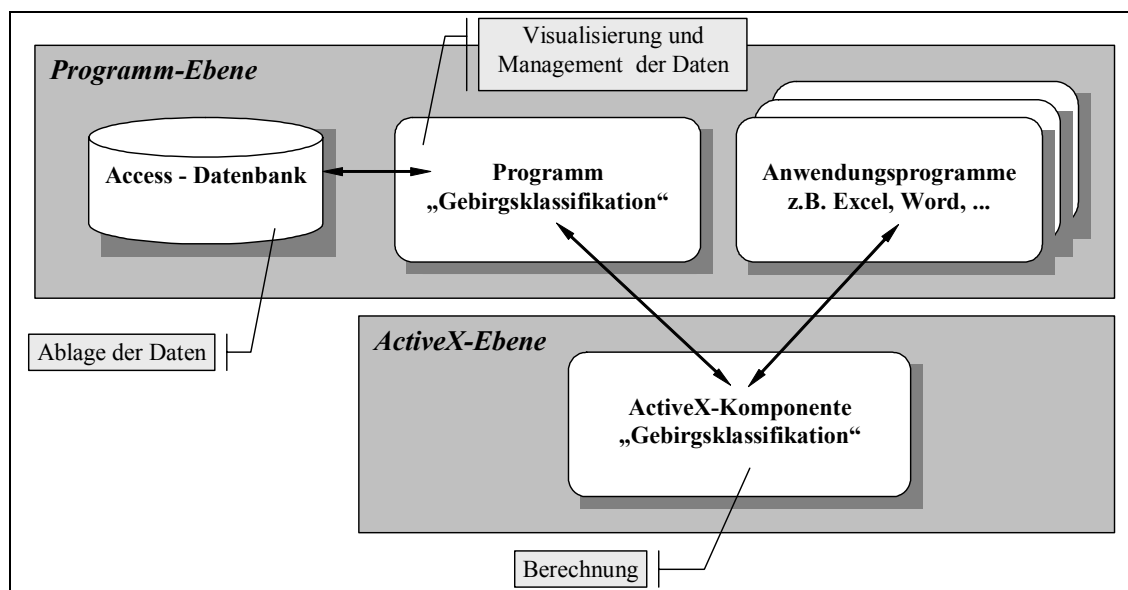 Visualisierung und
Management der Daten
Programm-Ebene
Access - Datenbank
Programm
„Gebirgsklassifikation“
Anwendungsprogramme
z.B. Excel, Word, ...
Ablage der Daten
ActiveX-Ebene
ActiveX-Komponente
„Gebirgsklassifikation“
Berechnung